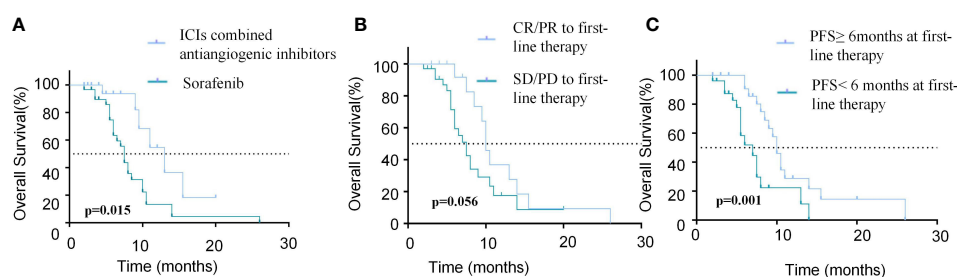 A
ICIs combined
antiangiogenic inhibitors
Sorafenib
Overall Survival(%)
100
80
60
40
20
0
p=0.015
0 10 20 30
Time (months)
B
CR/PR to first-
line therapy
SD/PD to first-
line therapy
Overall Survival(%)
100
80
60
40
20
0
p=0.056
0 10 20 30
Time (months)
C
PFS≥ 6months at first-
line therapy
PFS< 6 months at first-
line therapy
Overall Survival(%)
100
80
60
40
20
0
p=0.001
0 10 20 30
Time (months)